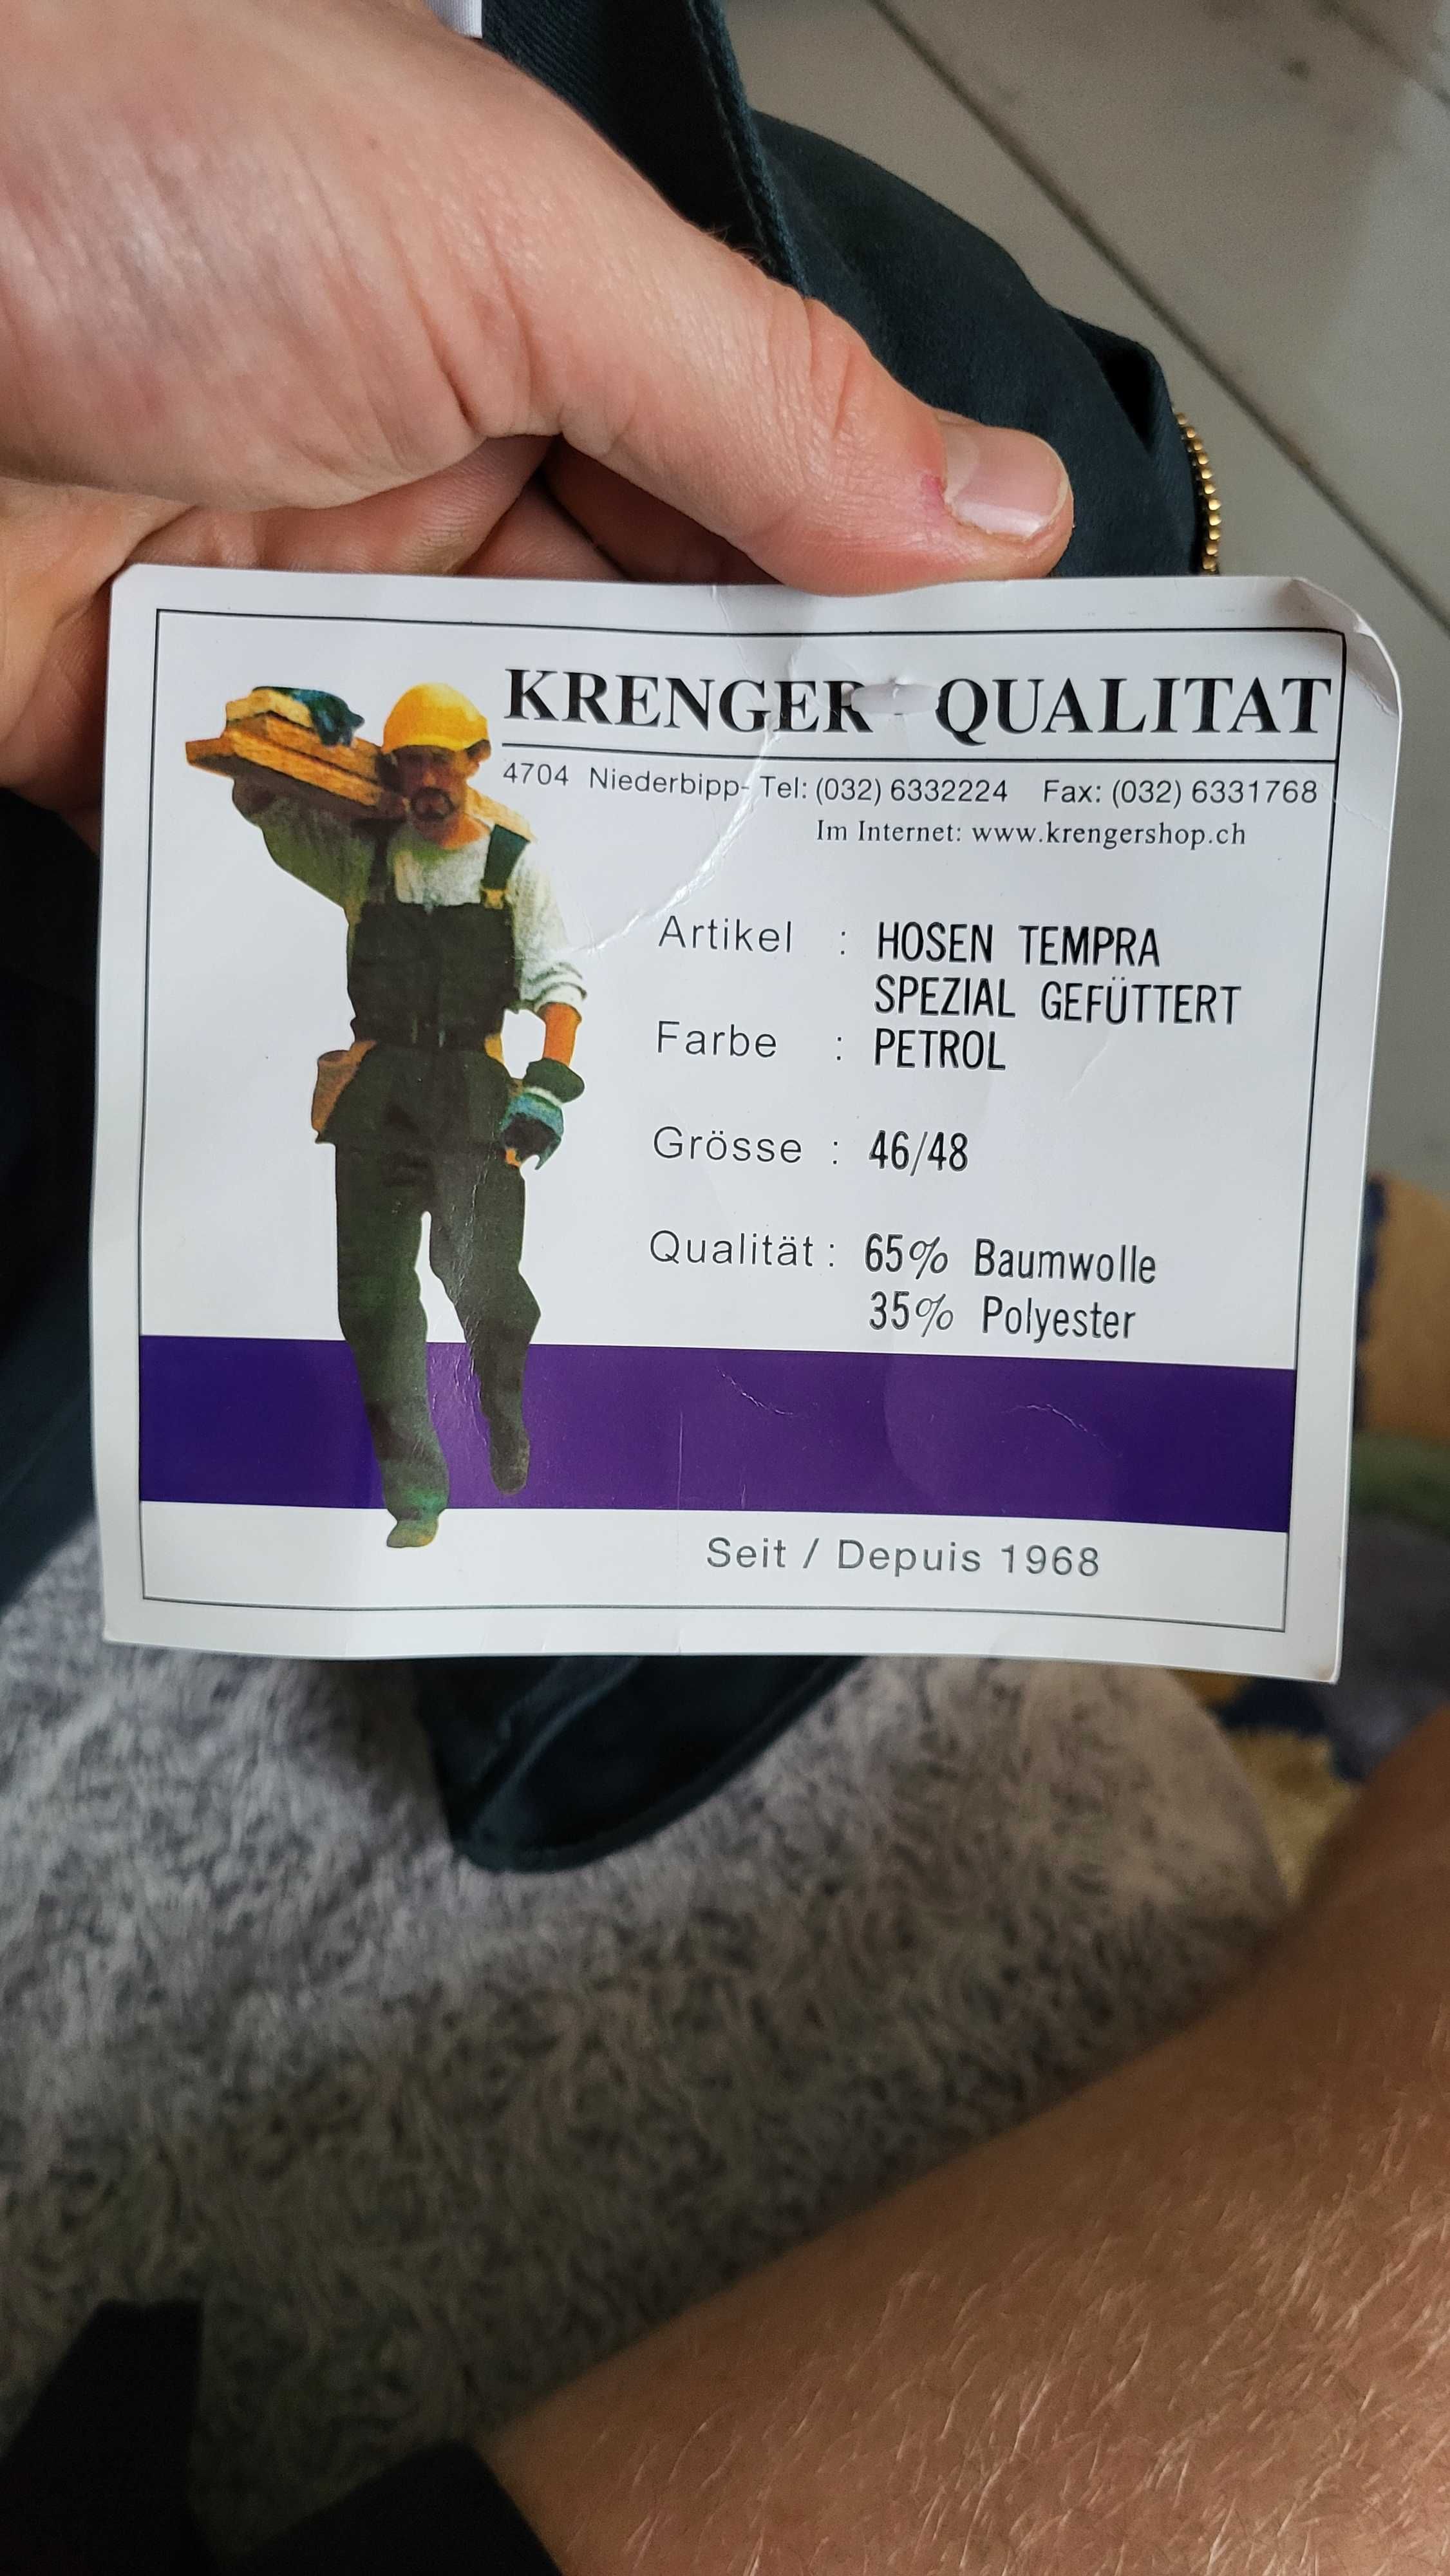 KRENGER - QUALITAT
4704 Niederbipp- Tel: (032) 6332224 Fax: (032) 6331768
Im Internet: www.krengershop.ch
Artikel : HOSEN TEMPRA
SPEZIAL GEFÜTTERT
Farbe : PETROL
Grösse : 46/48
Qualität : 65% Baumwolle
35% Polyester
Seit / Depuis 1968